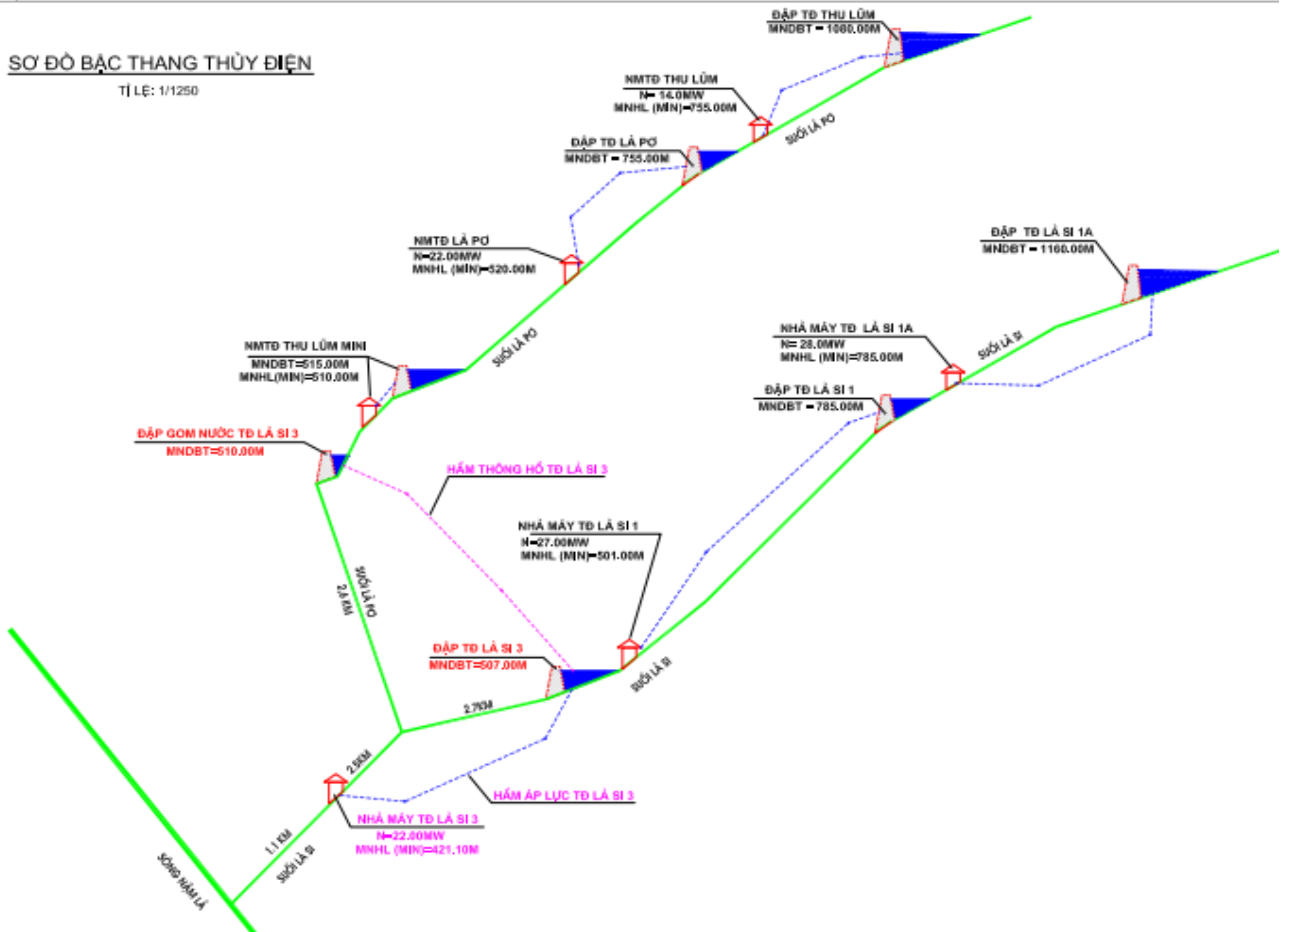 SƠ ĐỒ BẬC THANG THỦY ĐIỆN
TỈ LỆ: 1/1250
ĐẬP TĐ THU LŨM
MNDBT = 1080.00M
NMTĐ THU LŨM
N= 14.0MW
MNHL (MIN)=755.00M
SUỐI LÀ PƠ
ĐẬP TĐ LÀ PƠ
MNDBT = 755.00M
NMTĐ LÀ PƠ
N=22.00MW
MNHL (MIN)=520.00M
ĐẬP TĐ LÀ SI 1A
MNDBT = 1160.00M
NHÀ MÁY TĐ LÀ SI 1A
N= 28.0MW
MNHL (MIN)=785.00M
SUỐI LÀ SI
NMTĐ THU LŨM MINI
MNDBT=515.00M
MNHL(MIN)=510.00M
SUỐI LÀ PƠ
ĐẬP TĐ LÀ SI 1
MNDBT = 785.00M
ĐẬP GOM NƯỚC TĐ LÀ SI 3
MNDBT=510.00M
HẦM THÔNG HỒ TĐ LÀ SI 3
NHÀ MÁY TĐ LÀ SI 1
N=27.00MW
MNHL (MIN)=501.00M
SUỐI LÀ PƠ
2.6 KM
ĐẬP TĐ LÀ SI 3
MNDBT=507.00M
SUỐI LÀ SI
2.7KM
2.5KM
HẦM ÁP LỰC TĐ LÀ SI 3
NHÀ MÁY TĐ LÀ SI 3
N=22.00MW
MNHL (MIN)=421.10M
1.1 KM
SUỐI LÀ SI
SÔNG NẬM LÀ